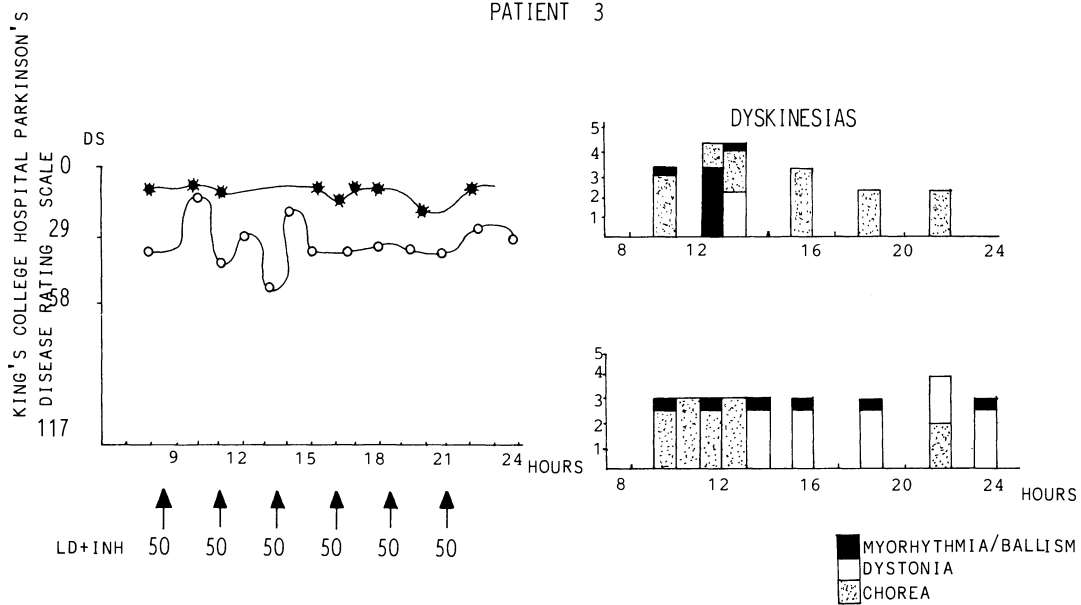 PATIENT 3
KING'S COLLEGE HOSPITAL PARKINSON'S
DISEASE RATING SCALE
DS
0
29
58
117
9 12 15 18 21 24 HOURS
LD+INH 50 50 50 50 50 50
DYSKINESIAS
5
4
3
2
1
8 12 16 20 24
5
4
3
2
1
8 12 16 20 24 HOURS
MYORHYTHMIA/BALLISM
DYSTONIA
CHOREA